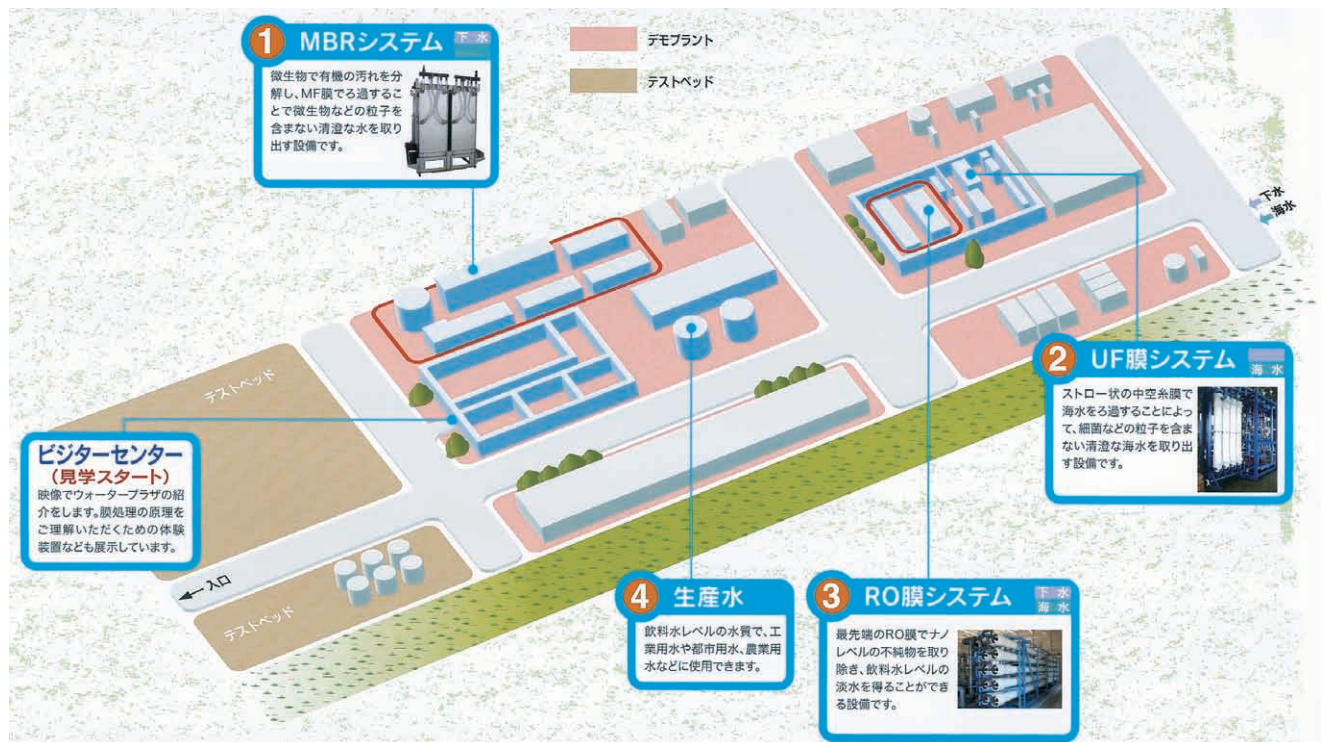 1 MBRシステム 下水
微生物で有機の汚れを分
解し、MF膜でろ過するこ
とで微生物などの粒子を
含まない清澄な水を取り
出す設備です。
デモプラント
テストベッド
下水
海水
テストベッド
2 UF膜システム 海水
ストロー状の中空糸膜で
海水をろ過することによっ
て、細菌などの粒子を含ま
ない清澄な海水を取り出
す設備です。
ビジターセンター
(見学スタート)
映像でウォータープラザの紹
介をします。膜処理の原理を
ご理解いただくための体験
装置なども展示しています。
入口
テストベッド
4 生産水
飲料水レベルの水質で、工
業用水や都市用水、農業用
水などに使用できます。
3 RO膜システム 下水 海水
最先端のRO膜でナノ
レベルの不純物を取り
除き、飲料水レベルの
淡水を得ることができ
る設備です。